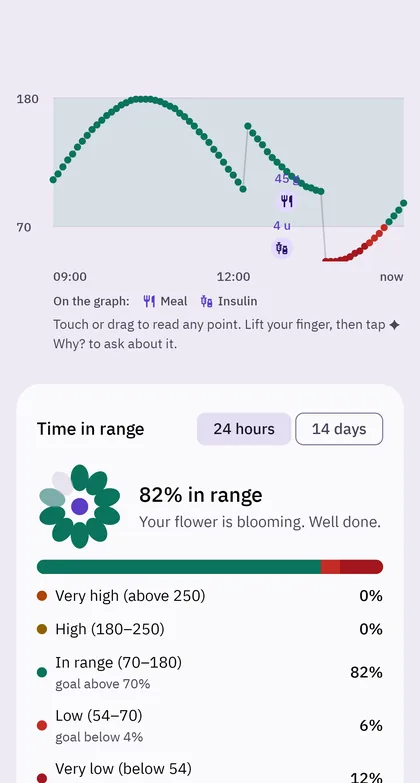 180
45 g
4 u
70
09:00 12:00 now
On the graph: Meal Insulin
Touch or drag to read any point. Lift your finger, then tap
Why? to ask about it.
Time in range
24 hours
14 days
82% in range
Your flower is blooming. Well done.
Very high (above 250) 0%
High (180–250) 0%
In range (70–180) 82%
goal above 70%
Low (54–70) 6%
goal below 4%
Very low (below 54) 12%